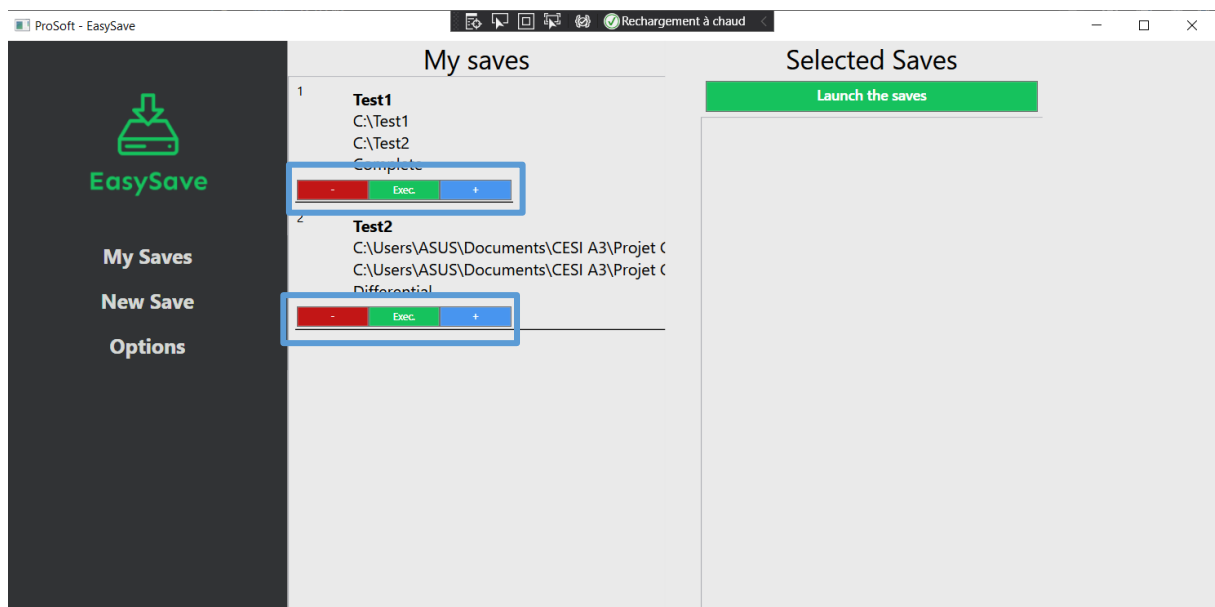 ProSoft - EasySave
Rechargement à chaud
EasySave
My Saves
New Save
Options
My saves
1
Test1
C:\Test1
C:\Test2
Complete
- Exec. +
2
Test2
C:\Users\ASUS\Documents\CESI A3\Projet C
C:\Users\ASUS\Documents\CESI A3\Projet C
Differential
- Exec. +
Selected Saves
Launch the saves